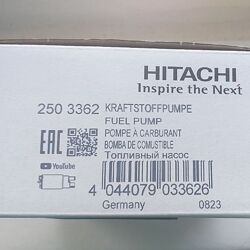 HITACHI
Inspire the Next
250 3362 KRAFTSTOFFPUMPE
FUEL PUMP
POMPE À CARBURANT
BOMBA DE COMUSTIBLE
Топливный насос
EAC
YouTube
4 044079 033626
Germany 0823